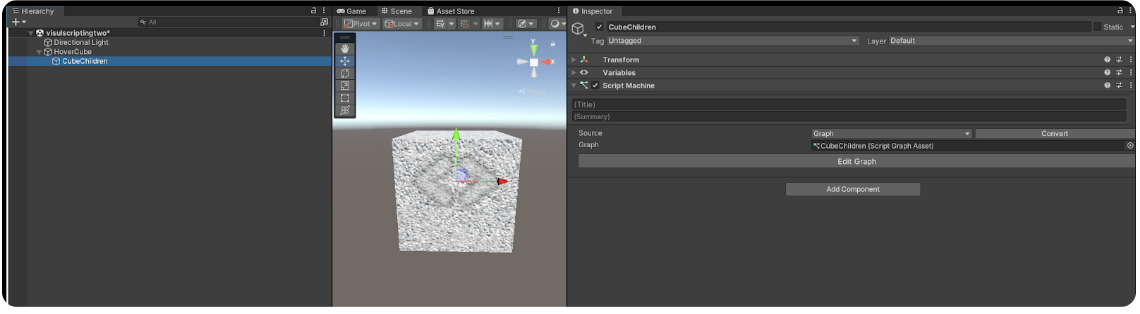 Hierarchy
All
visulscriptingtwo*
Directional Light
HoverCube
CubeChildren
Game
Scene
Asset Store
Pivot
Local
y
x
Persp
Inspector
CubeChildren
Static
Tag Untagged
Layer Default
Transform
Variables
Script Machine
(Title)
(Summary)
Source Graph Convert
Graph CubeChildren (Script Graph Asset)
Edit Graph
Add Component